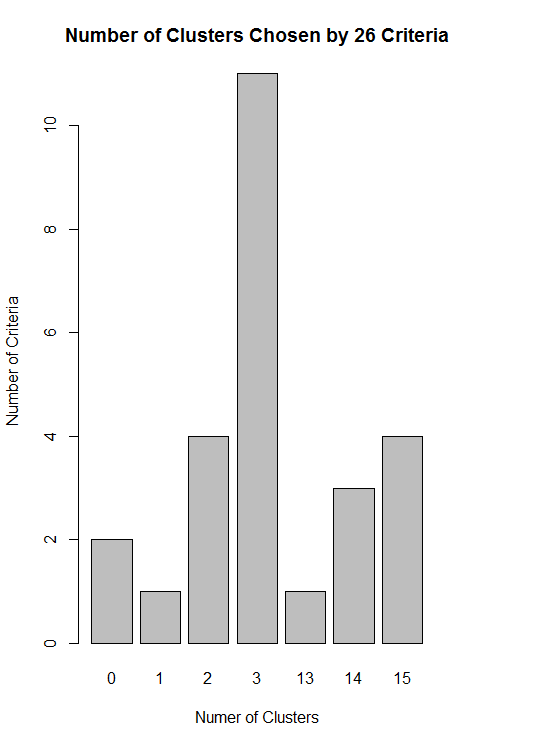 Number of Clusters Chosen by 26 Criteria
Number of Criteria
10
8
6
4
2
0
0 1 2 3 13 14 15
Numer of Clusters